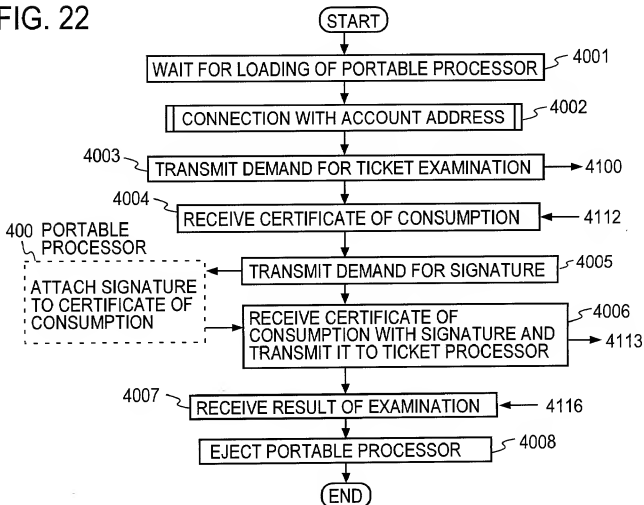 FIG. 22
START
WAIT FOR LOADING OF PORTABLE PROCESSOR
4001
CONNECTION WITH ACCOUNT ADDRESS
4002
4003
TRANSMIT DEMAND FOR TICKET EXAMINATION
4100
4004
RECEIVE CERTIFICATE OF CONSUMPTION
4112
400 PORTABLE
PROCESSOR
ATTACH SIGNATURE
TO CERTIFICATE OF
CONSUMPTION
TRANSMIT DEMAND FOR SIGNATURE
4005
RECEIVE CERTIFICATE OF
CONSUMPTION WITH SIGNATURE AND
TRANSMIT IT TO TICKET PROCESSOR
4006
4113
4007
RECEIVE RESULT OF EXAMINATION
4116
EJECT PORTABLE PROCESSOR
4008
END